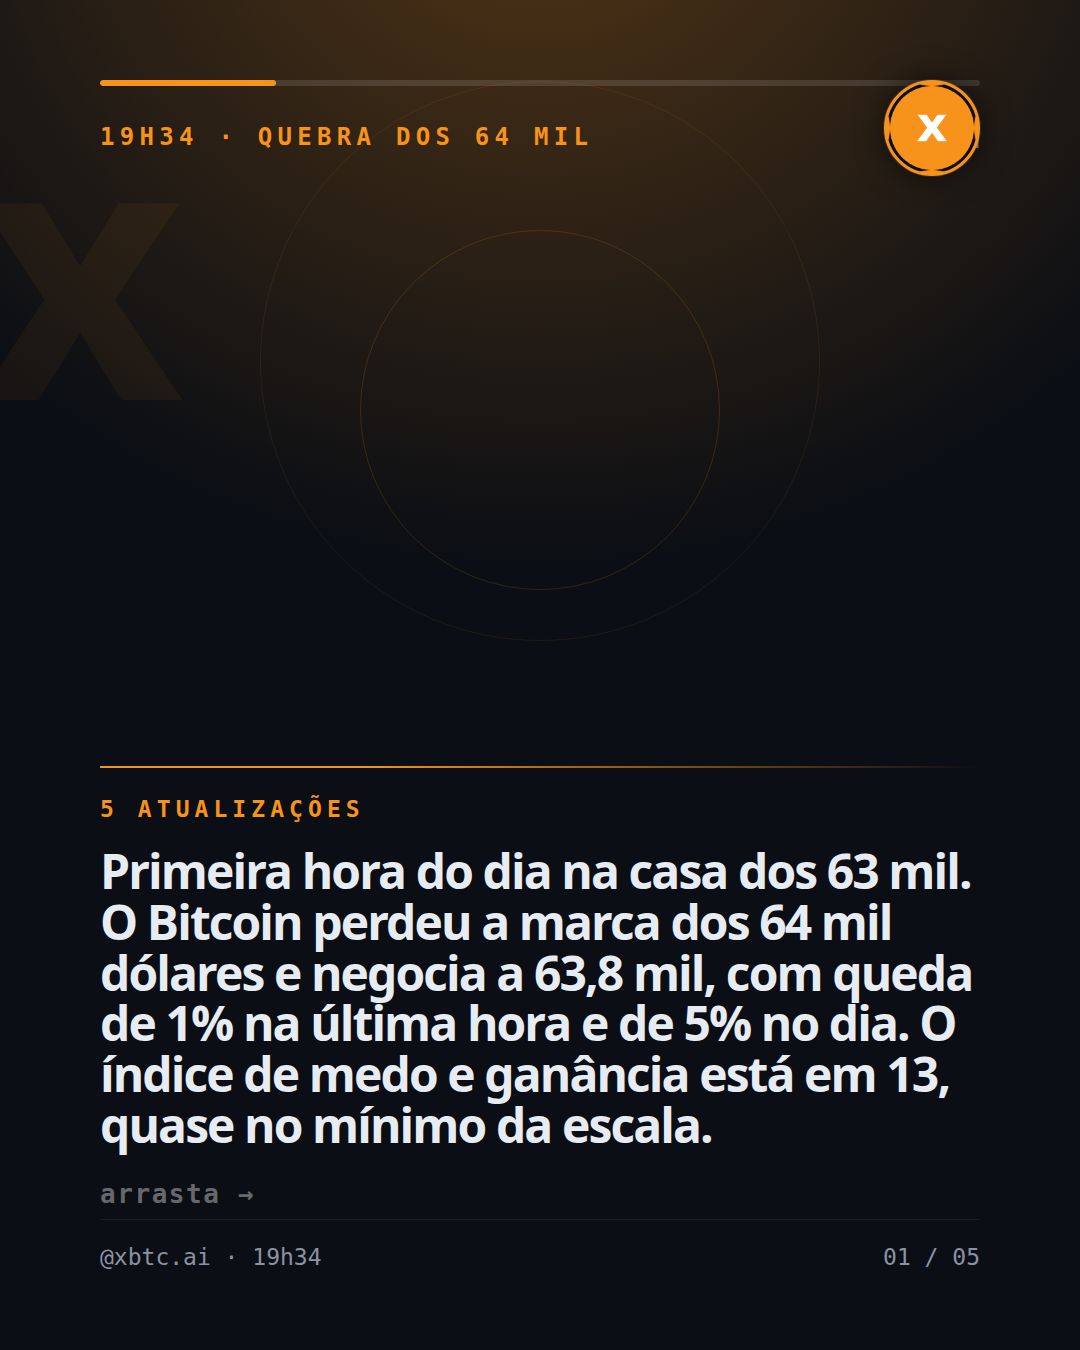 19H34 · QUEBRA DOS 64 MIL
X
X
5 ATUALIZAÇÕES
Primeira hora do dia na casa dos 63 mil.
O Bitcoin perdeu a marca dos 64 mil
dólares e negocia a 63,8 mil, com queda
de 1% na última hora e de 5% no dia. O
índice de medo e ganância está em 13,
quase no mínimo da escala.
arrasta →
@xbtc.ai · 19h34
01 / 05